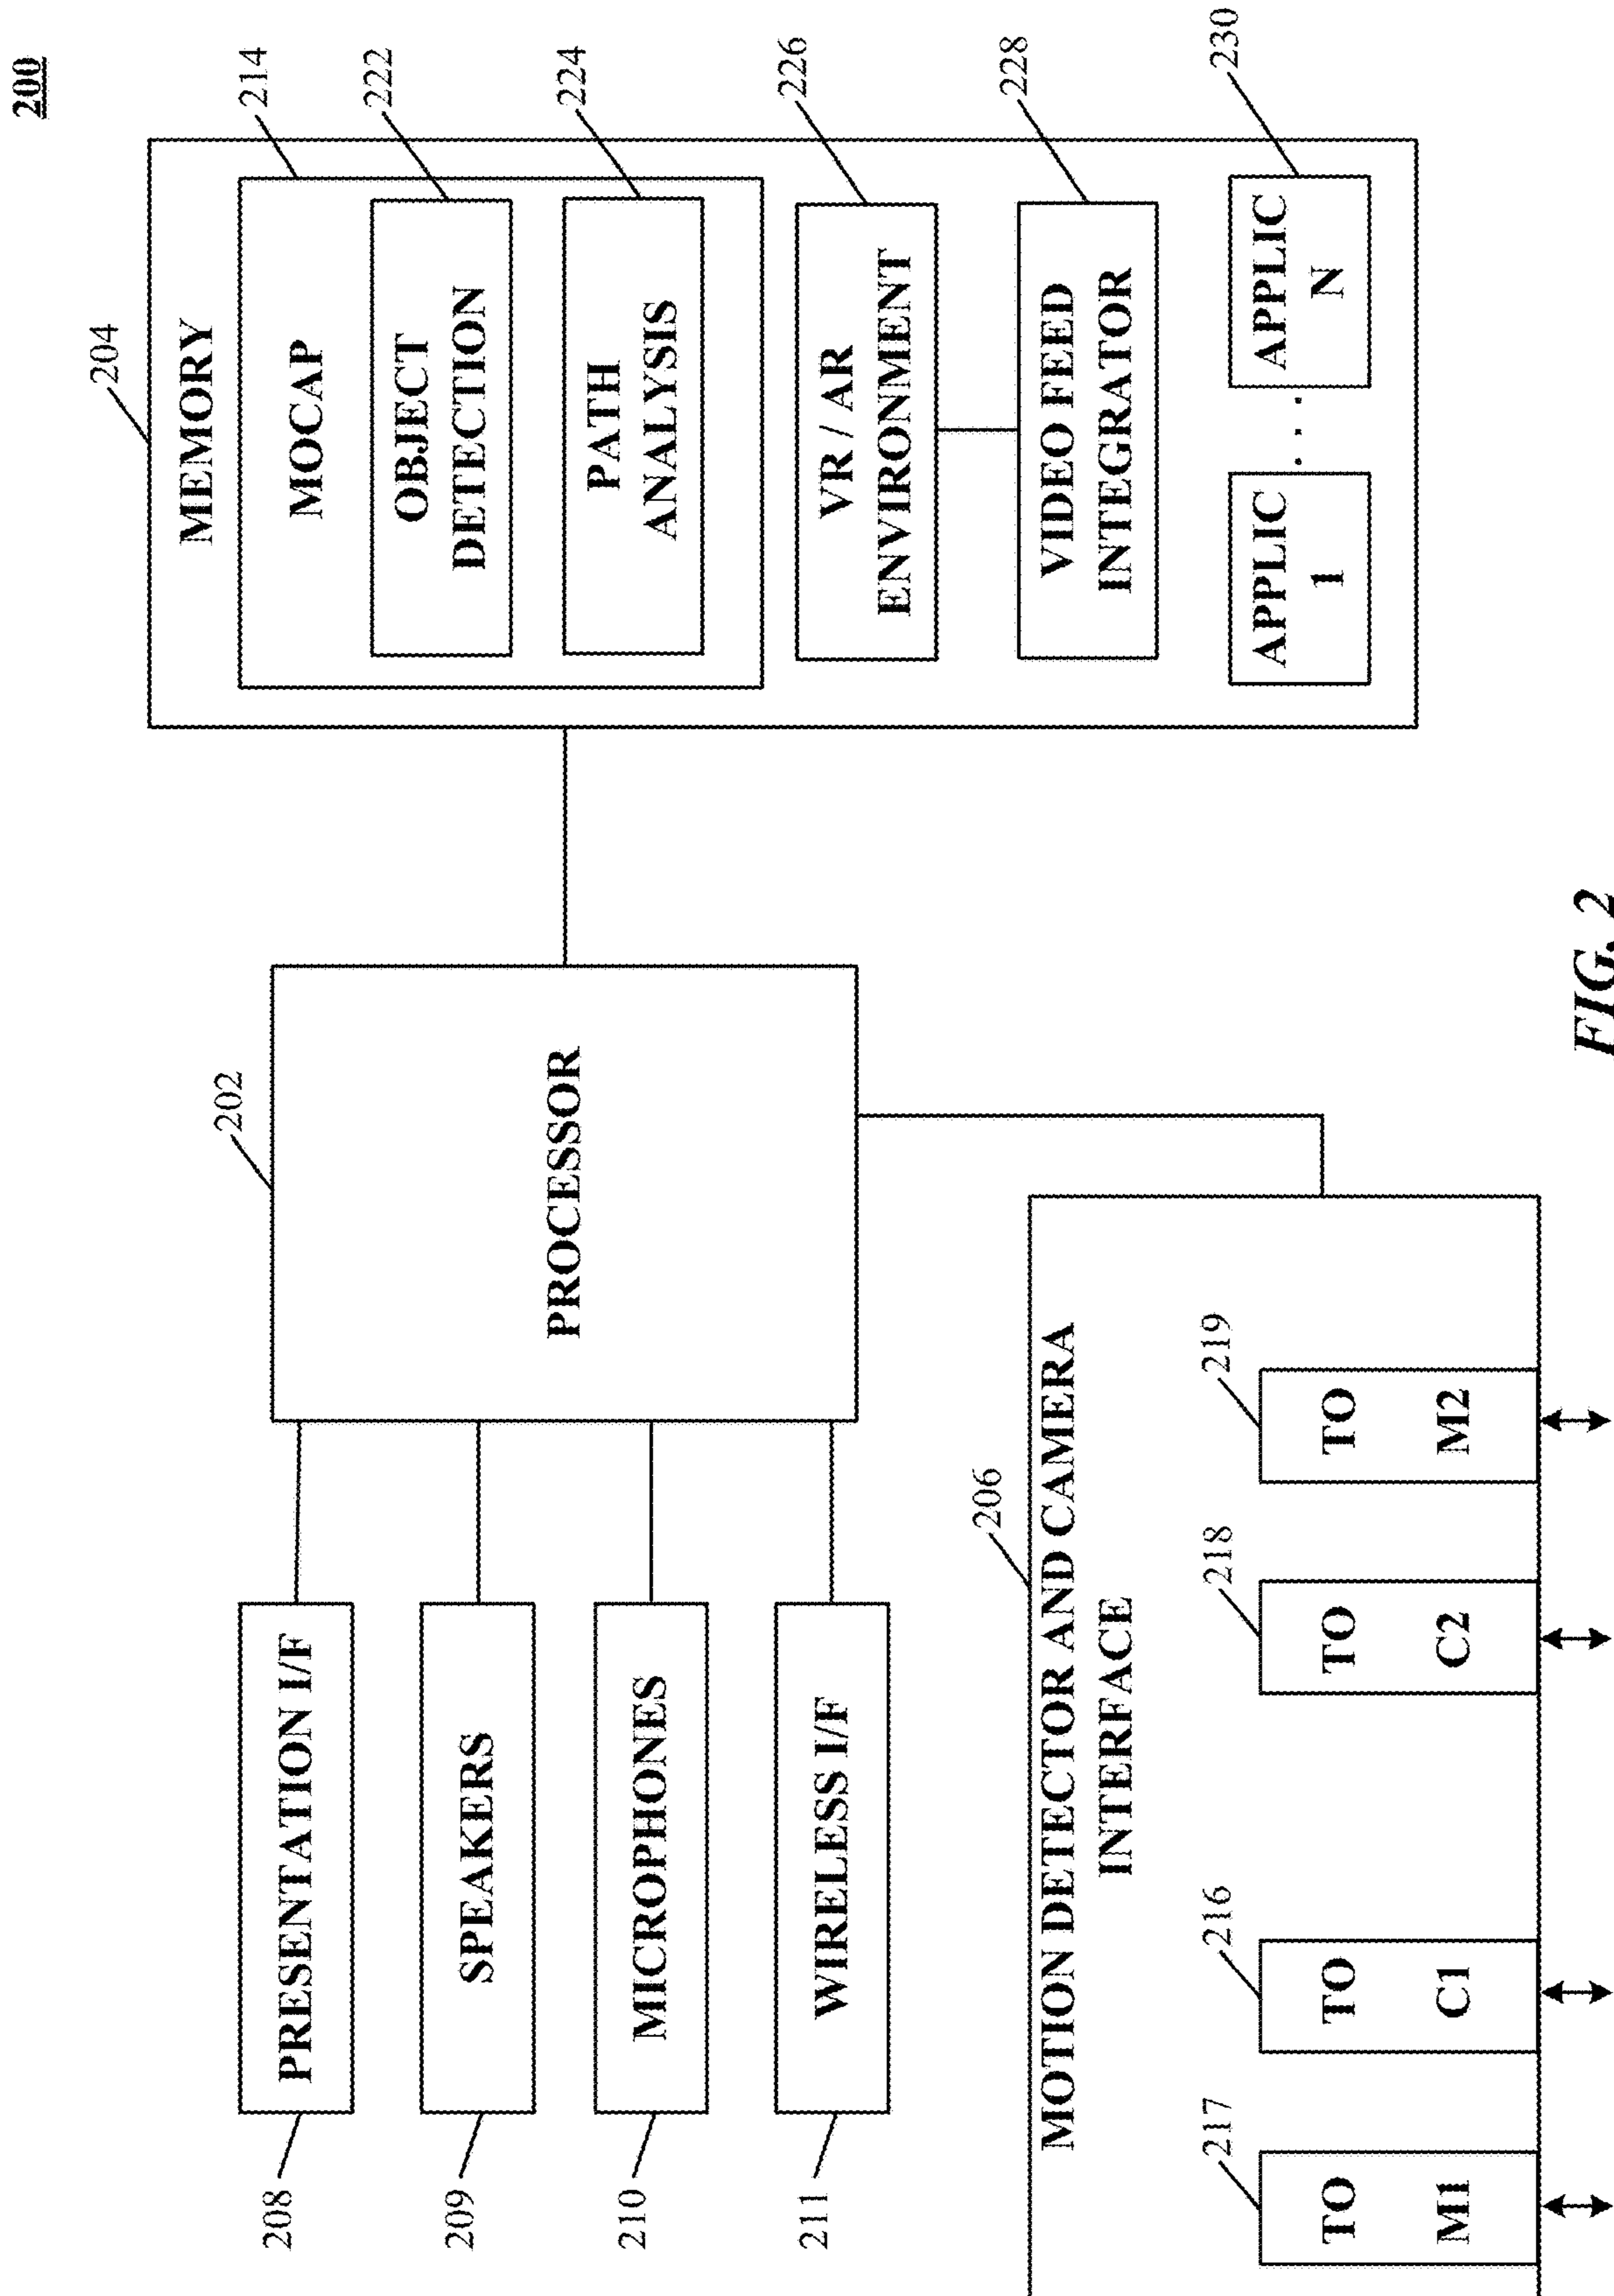 200
208
PRESENTATION I/F
209
SPEAKERS
210
MICROPHONES
211
WIRELESS I/F
202
PROCESSOR
204
MEMORY
214
MOCAP
222
OBJECT
DETECTION
224
PATH
ANALYSIS
226
VR / AR
ENVIRONMENT
228
VIDEO FEED
INTEGRATOR
230
APPLIC
1
. . .
APPLIC
N
206
MOTION DETECTOR AND CAMERA
INTERFACE
217
TO
M1
216
TO
C1
218
TO
C2
219
TO
M2
FIG. 2